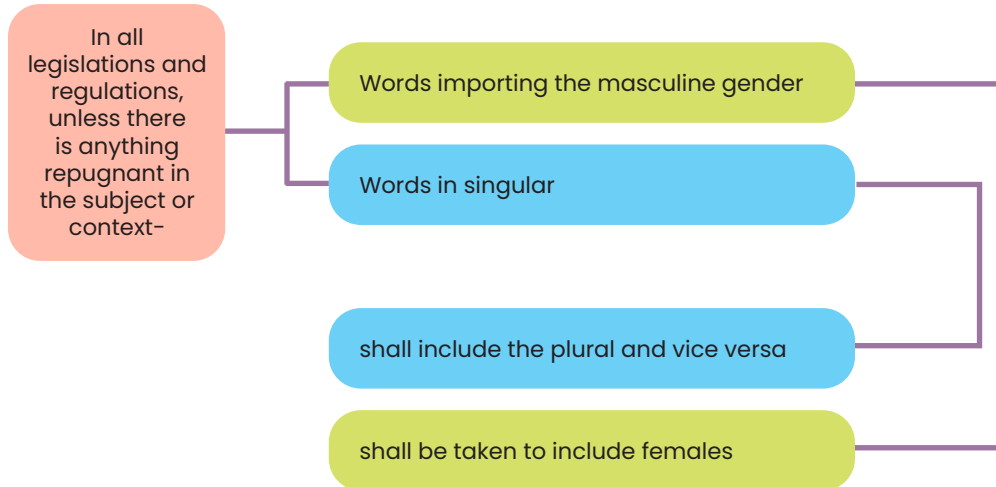 In all
legislations and
regulations,
unless there
is anything
repugnant in
the subject or
context-
Words importing the masculine gender
Words in singular
shall include the plural and vice versa
shall be taken to include females